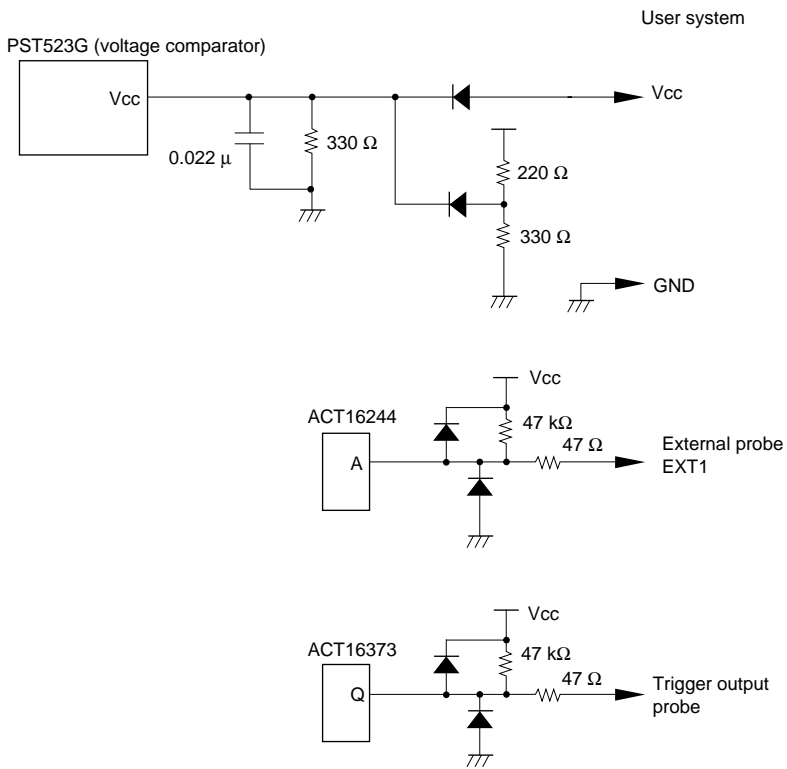 User system
PST523G (voltage comparator)
Vcc
Vcc
0.022 μ
330 Ω
220 Ω
330 Ω
GND
Vcc
ACT16244
47 kΩ
47 Ω
A
External probe
EXT1
Vcc
ACT16373
47 kΩ
47 Ω
Q
Trigger output
probe